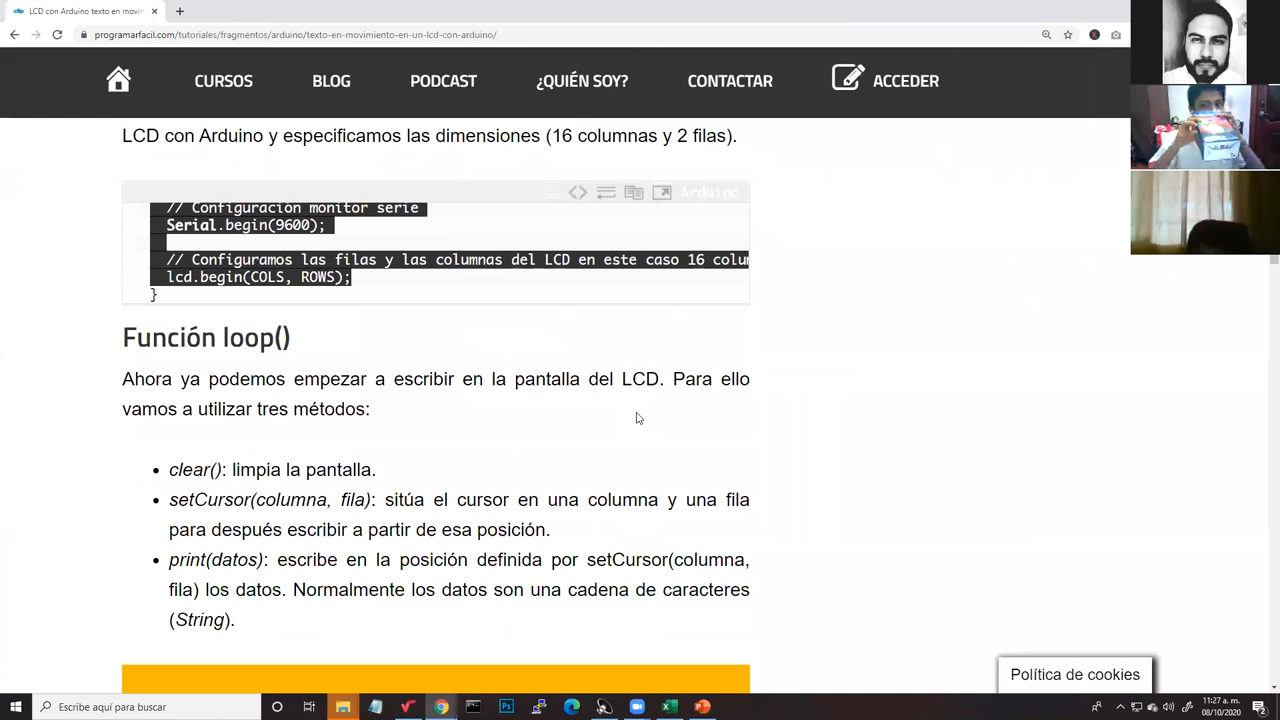 LCD con Arduino texto en movim
programarfacil.com/tutoriales/fragmentos/arduino/texto-en-movimiento-en-un-lcd-con-arduino/
CURSOS BLOG PODCAST ¿QUIÉN SOY? CONTACTAR ACCEDER
LCD con Arduino y especificamos las dimensiones (16 columnas y 2 filas).
Arduino
// Configuración monitor serie
Serial.begin(9600);
// Configuramos las filas y las columnas del LCD en este caso 16 colum
lcd.begin(COLS, ROWS);
}
Función loop()
Ahora ya podemos empezar a escribir en la pantalla del LCD. Para ello
vamos a utilizar tres métodos:
• clear(): limpia la pantalla.
• setCursor(columna, fila): sitúa el cursor en una columna y una fila
para después escribir a partir de esa posición.
• print(datos): escribe en la posición definida por setCursor(columna,
fila) los datos. Normalmente los datos son una cadena de caracteres
(String).
Política de cookies
Escribe aquí para buscar
11:27 a. m.
08/10/2020